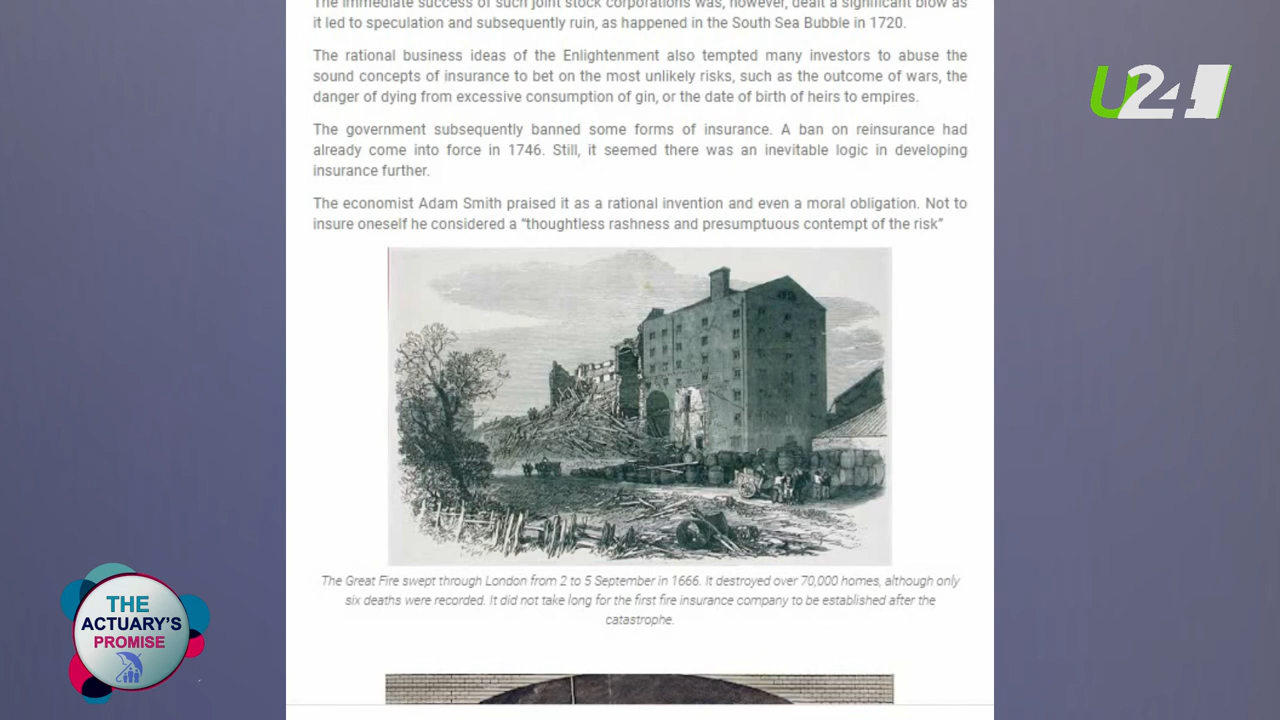 The immediate success of such joint stock corporations was, however, dealt a significant blow as
it led to speculation and subsequently ruin, as happened in the South Sea Bubble in 1720.
The rational business ideas of the Enlightenment also tempted many investors to abuse the
sound concepts of insurance to bet on the most unlikely risks, such as the outcome of wars, the
danger of dying from excessive consumption of gin, or the date of birth of heirs to empires.
The government subsequently banned some forms of insurance. A ban on reinsurance had
already come into force in 1746. Still, it seemed there was an inevitable logic in developing
insurance further.
The economist Adam Smith praised it as a rational invention and even a moral obligation. Not to
insure oneself he considered a “thoughtless rashness and presumptuous contempt of the risk”
The Great Fire swept through London from 2 to 5 September in 1666. It destroyed over 70,000 homes, although only
six deaths were recorded. It did not take long for the first fire insurance company to be established after the
catastrophe.
U24
THE
ACTUARY'S
PROMISE